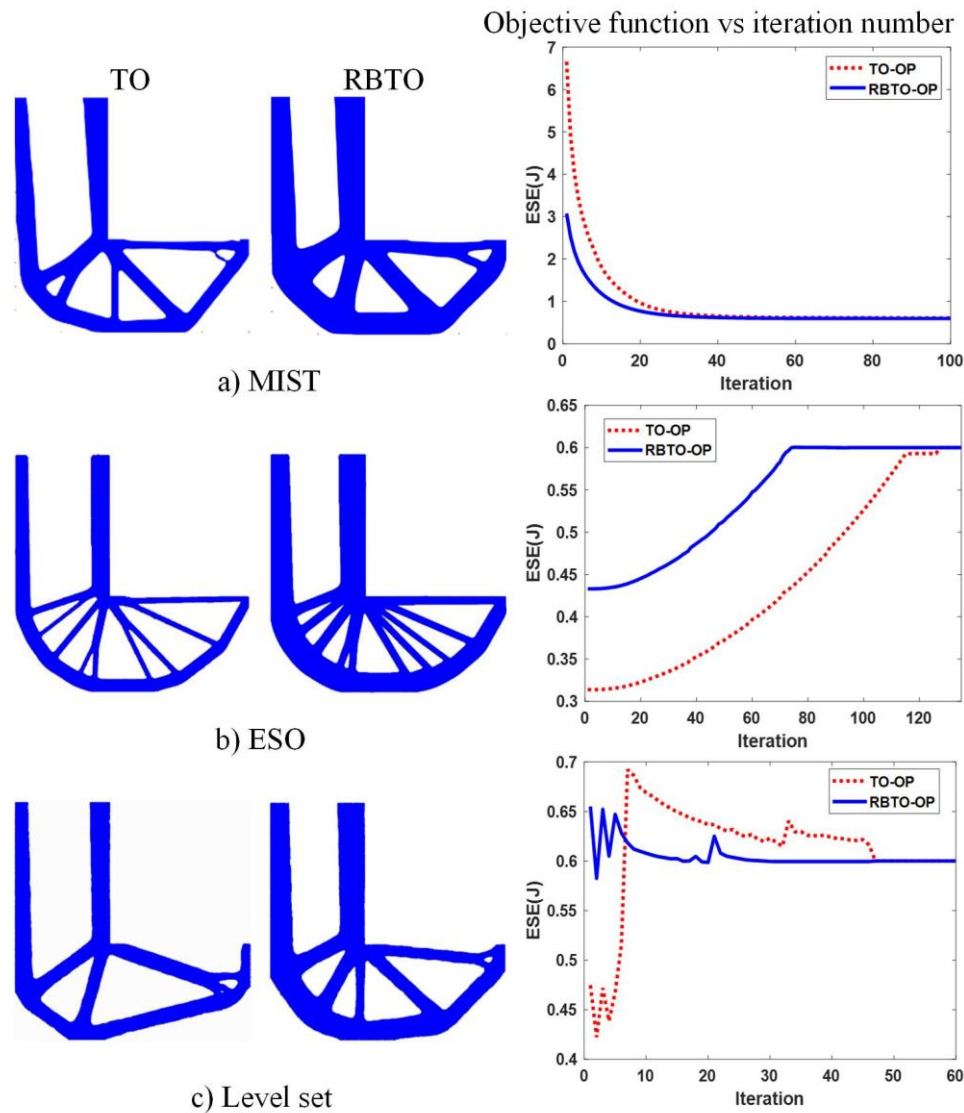 Objective function vs iteration number
TO
RBTO
7
6
5
4
3
2
1
0
ESE(J)
TO-OP
RBTO-OP
0
20
40
60
80
100
Iteration
a) MIST
0.65
0.6
0.55
0.5
0.45
0.4
0.35
0.3
ESE(J)
TO-OP
RBTO-OP
0
20
40
60
80
100
120
Iteration
b) ESO
0.7
0.65
0.6
0.55
0.5
0.45
0.4
ESE(J)
TO-OP
RBTO-OP
0
10
20
30
40
50
60
Iteration
c) Level set